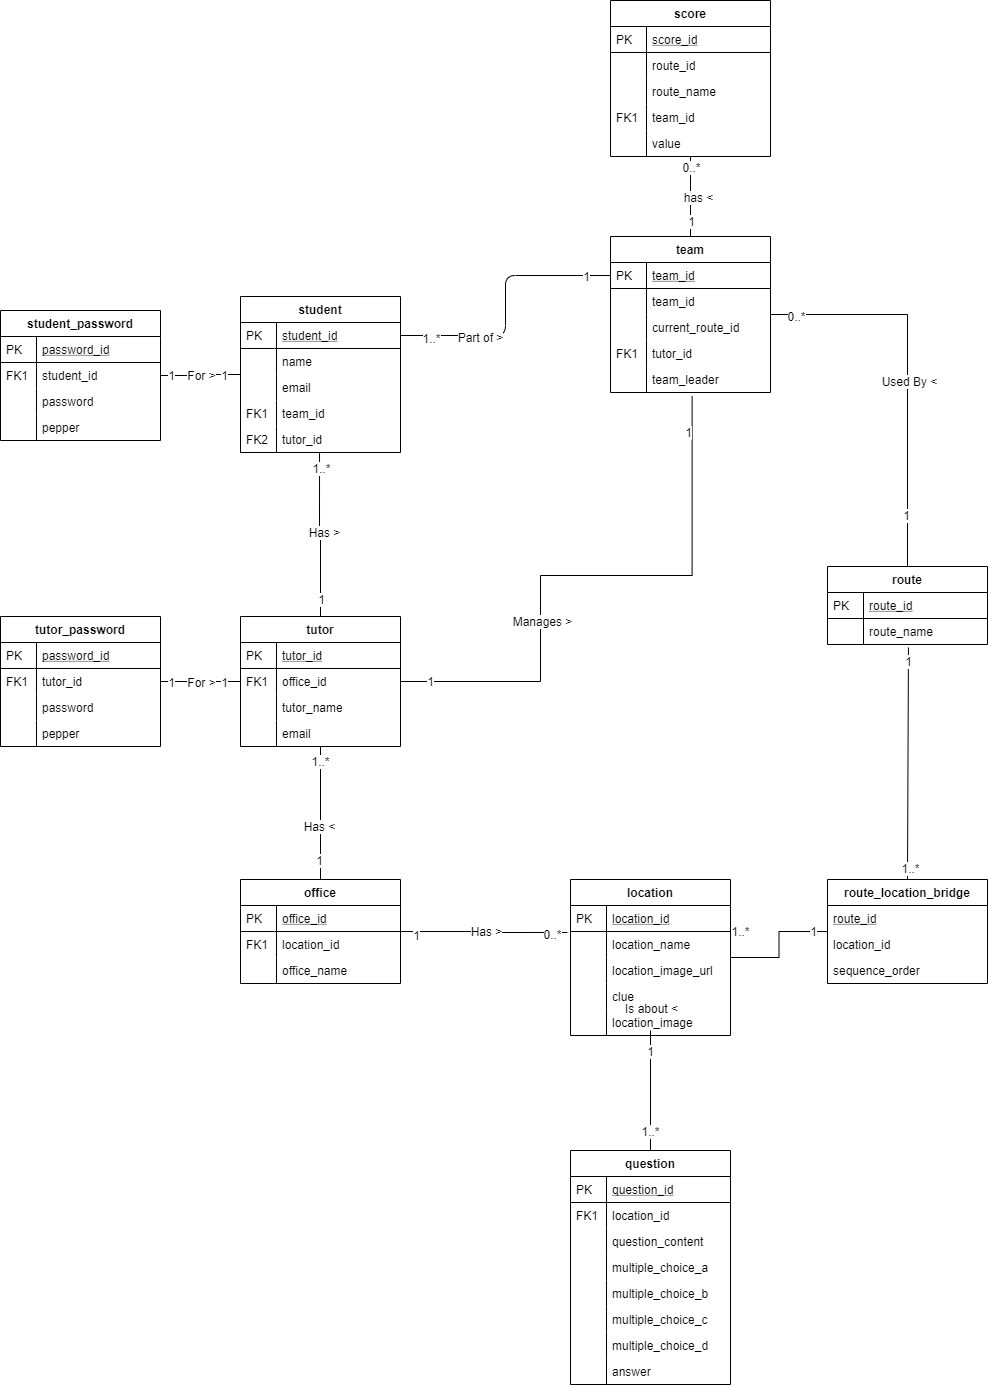 score
PK score_id
route_id
route_name
FK1 team_id
value
0..*
has <
1
team
PK team_id
team_id
current_route_id
FK1 tutor_id
team_leader
1
0..*
1
student
PK student_id
name
email
FK1 team_id
FK2 tutor_id
1..*
Part of >
student_password
PK password_id
FK1 student_id
password
pepper
1
For >
1
Used By <
1
1..*
Has >
1
Manages >
route
PK route_id
route_name
1
tutor_password
PK password_id
FK1 tutor_id
password
pepper
1
For >
1
tutor
PK tutor_id
FK1 office_id
tutor_name
email
1
1..*
Has <
1
1..*
office
PK office_id
FK1 location_id
office_name
1
Has >
0..*
location
PK location_id
location_name
location_image_url
clue
Is about <
location_image
1..*
1
route_location_bridge
route_id
location_id
sequence_order
1
1..*
question
PK question_id
FK1 location_id
question_content
multiple_choice_a
multiple_choice_b
multiple_choice_c
multiple_choice_d
answer